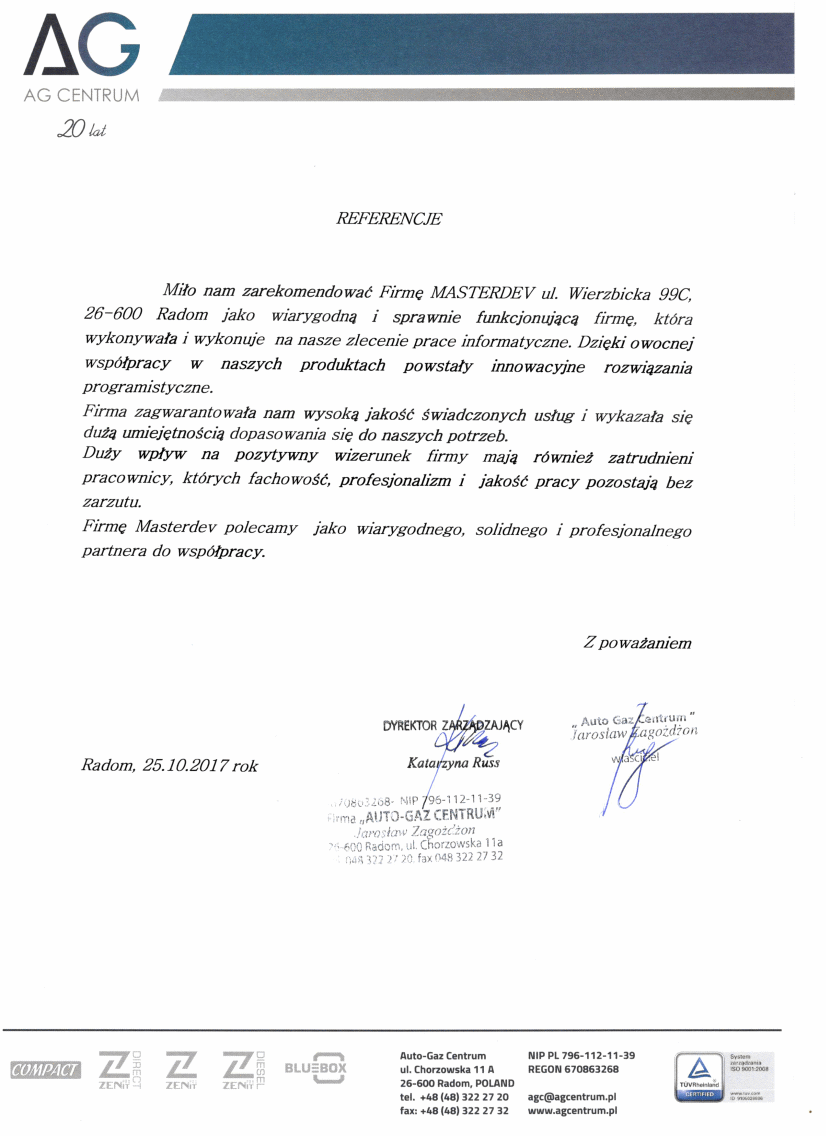 AG
AG CENTRUM
20 lat
REFERENCJE
Miło nam zarekomendować Firmę MASTERDEV ul. Wierzbicka 99C,
26-600 Radom jako wiarygodną i sprawnie funkcjonującą firmę, która
wykonywała i wykonuje na nasze zlecenie prace informatyczne. Dzięki owocnej
współpracy w naszych produktach powstały innowacyjne rozwiązania
programistyczne.
Firma zagwarantowała nam wysoką jakość świadczonych usług i wykazała się
dużą umiejętnością dopasowania się do naszych potrzeb.
Duży wpływ na pozytywny wizerunek firmy mają również zatrudnieni
pracownicy, których fachowość, profesjonalizm i jakość pracy pozostają bez
zarzutu.
Firmę Masterdev polecamy jako wiarygodnego, solidnego i profesjonalnego
partnera do współpracy.
Z poważaniem
DYREKTOR ZARZĄDZAJĄCY
Katarzyna Russ
„Auto Gaz Centrum"
Jarosław Zagożdżon
właściciel
Radom, 25.10.2017 rok
670863268- NIP 796-112-11-39
Firma „AUTO-GAZ CENTRUM"
Jarosław Zagożdżon
26-600 Radom, ul. Chorzowska 11a
048 322 27 20, fax 048 322 27 32
COMPACT
ZENIT DIRECT
ZENIT
ZENIT DIESEL
BLUEBOX
Auto-Gaz Centrum
ul. Chorzowska 11 A
26-600 Radom, POLAND
tel. +48 (48) 322 27 20
fax: +48 (48) 322 27 32
NIP PL 796-112-11-39
REGON 670863268
agc@agcentrum.pl
www.agcentrum.pl
TÜVRheinland
CERTIFIED
System
zarządzania
ISO 9001:2008
www.tuv.com